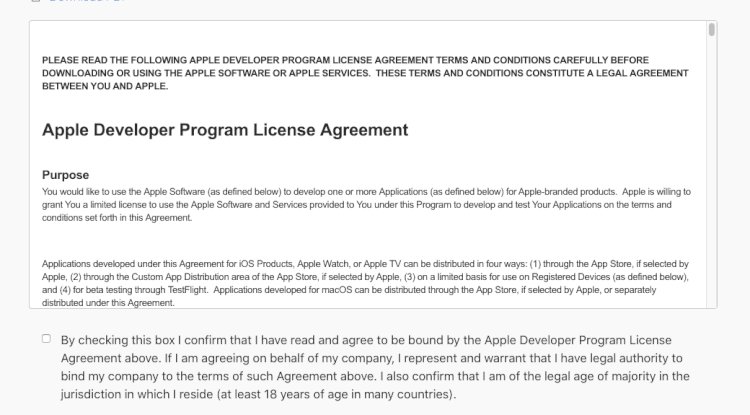 PLEASE READ THE FOLLOWING APPLE DEVELOPER PROGRAM LICENSE AGREEMENT TERMS AND CONDITIONS CAREFULLY BEFORE
DOWNLOADING OR USING THE APPLE SOFTWARE OR APPLE SERVICES.  THESE TERMS AND CONDITIONS CONSTITUTE A LEGAL AGREEMENT
BETWEEN YOU AND APPLE.
Apple Developer Program License Agreement
Purpose
You would like to use the Apple Software (as defined below) to develop one or more Applications (as defined below) for Apple-branded products.  Apple is willing to
grant You a limited license to use the Apple Software and Services provided to You under this Program to develop and test Your Applications on the terms and
conditions set forth in this Agreement.
Applications developed under this Agreement for iOS Products, Apple Watch, or Apple TV can be distributed in four ways: (1) through the App Store, if selected by
Apple, (2) through the Custom App Distribution area of the App Store, if selected by Apple, (3) on a limited basis for use on Registered Devices (as defined below),
and (4) for beta testing through TestFlight.  Applications developed for macOS can be distributed through the App Store, if selected by Apple, or separately
distributed under this Agreement.
By checking this box I confirm that I have read and agree to be bound by the Apple Developer Program License
Agreement above. If I am agreeing on behalf of my company, I represent and warrant that I have legal authority to
bind my company to the terms of such Agreement above. I also confirm that I am of the legal age of majority in the
jurisdiction in which I reside (at least 18 years of age in many countries).